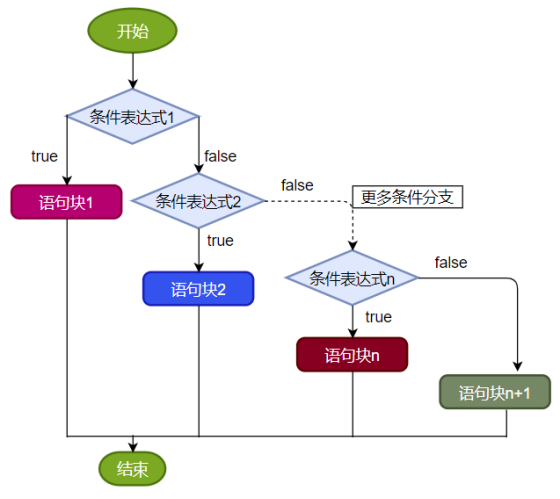 开始
条件表达式1
true
false
语句块1
条件表达式2
false
更多条件分支
true
语句块2
条件表达式n
false
true
语句块n
语句块n+1
结束